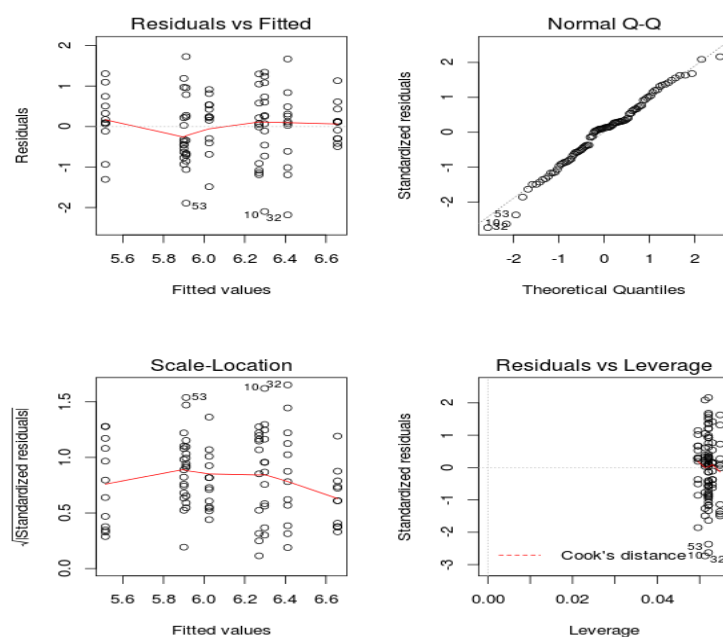 Residuals vs Fitted
Residuals
2
1
0
-1
-2
53
10
32
5.6 5.8 6.0 6.2 6.4 6.6
Fitted values
Normal Q-Q
Standardized residuals
2
1
0
-1
-2
53
10
32
-2 -1 0 1 2
Theoretical Quantiles
Scale-Location
√|Standardized residuals|
1.5
1.0
0.5
0.0
53
10
32
5.6 5.8 6.0 6.2 6.4 6.6
Fitted values
Residuals vs Leverage
Standardized residuals
2
1
0
-1
-2
-3
53
10
32
Cook's distance
0.00 0.02 0.04
Leverage